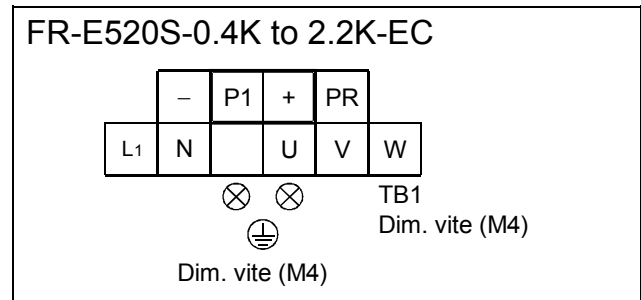 FR-E520S-0.4K to 2.2K-EC
− P1 + PR
L1 N U V W
TB1
Dim. vite (M4)
Dim. vite (M4)